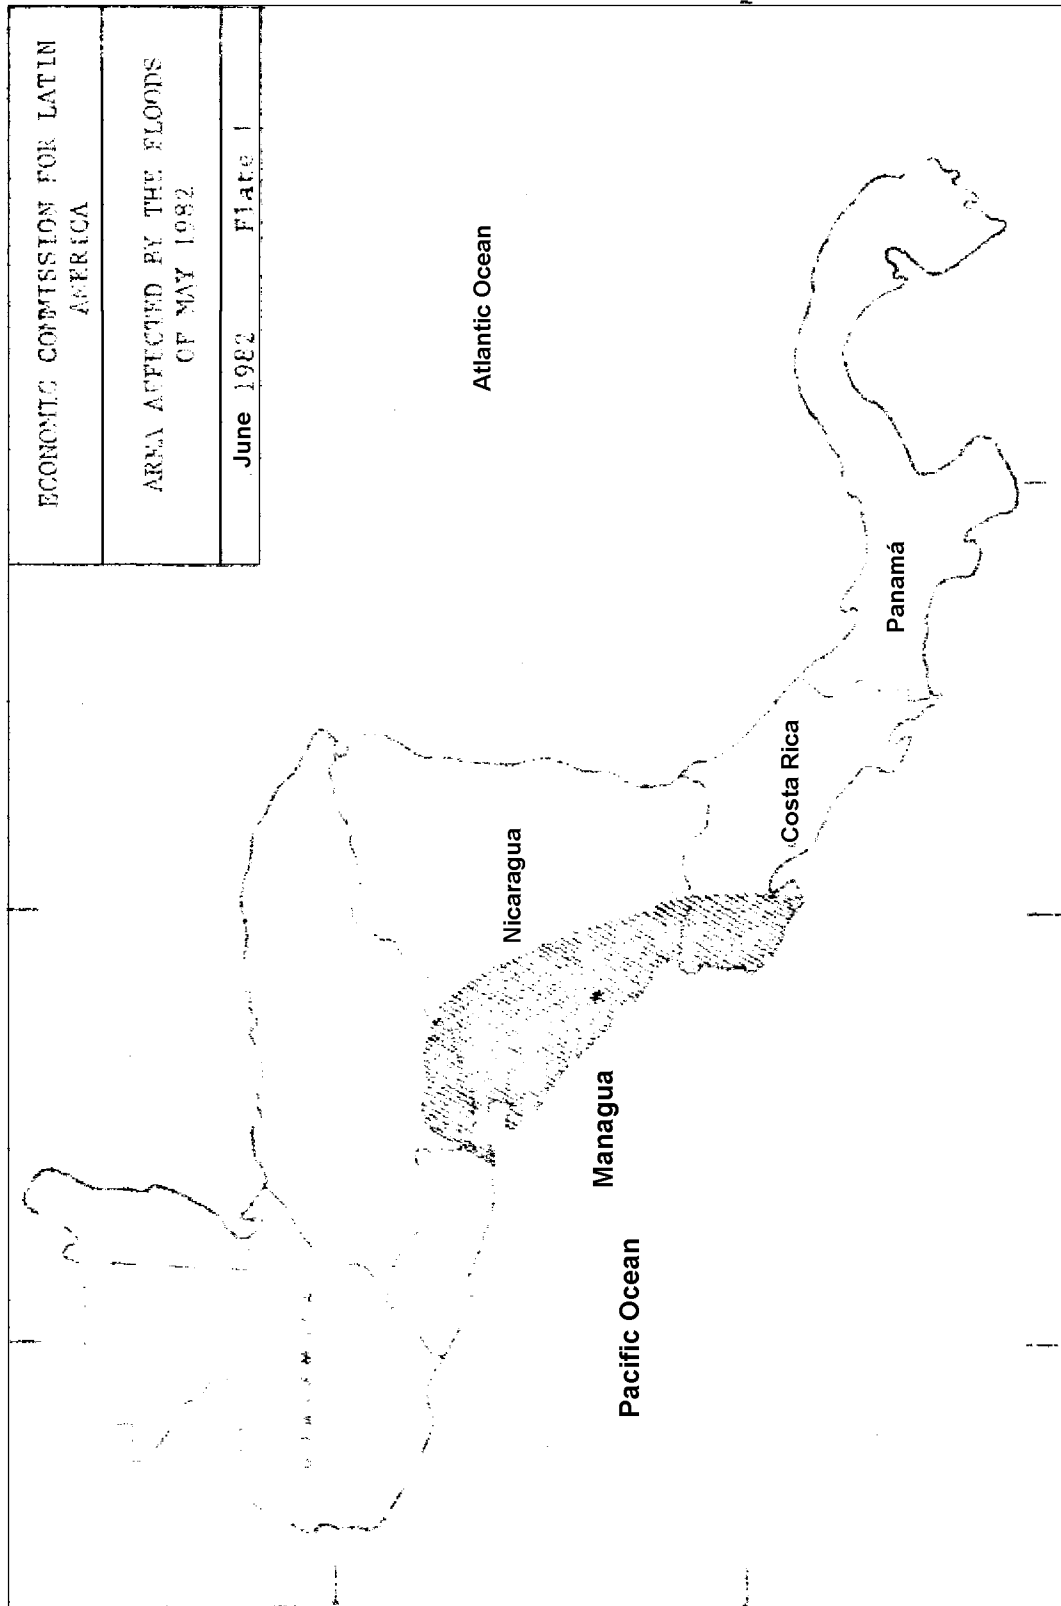 ECONOMIC COMMISSION FOR LATIN
AMERICA
AREA AFFECTED BY THE FLOODS
OF MAY 1982
June 1982 Plate 1
Atlantic Ocean
Nicaragua
Costa Rica
Panamá
Managua
Pacific Ocean